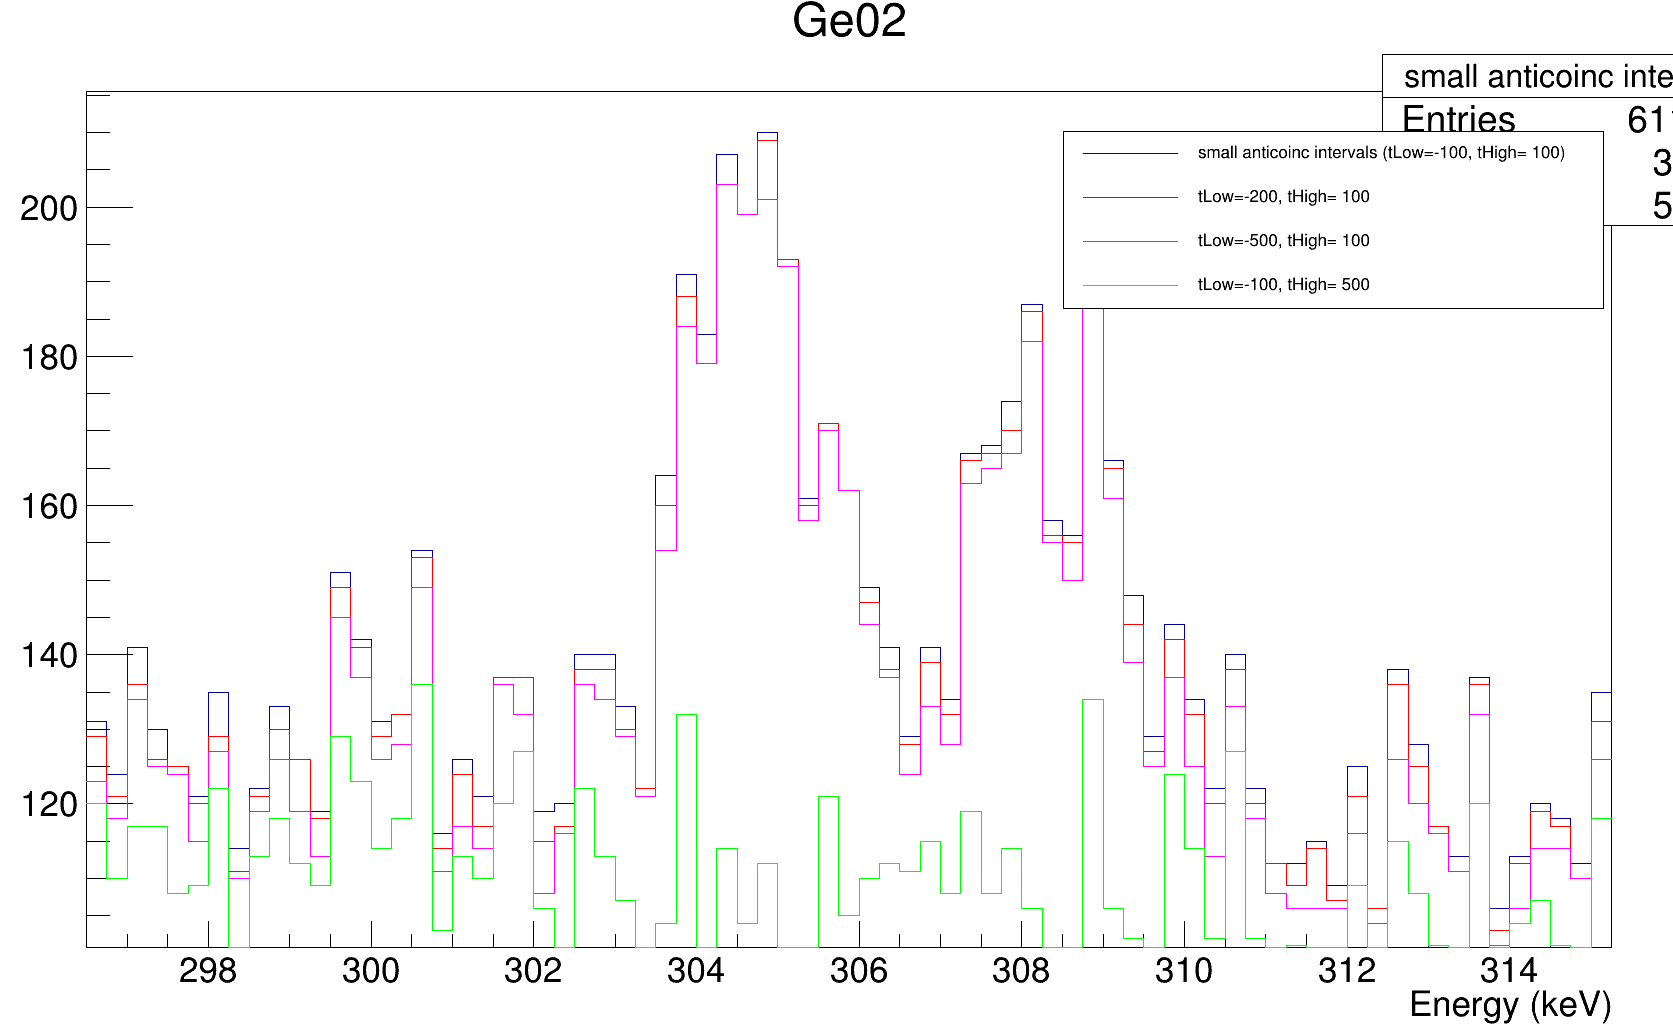 Ge02
small anticoinc inte
Entries 61
3
5
small anticoinc intervals (tLow=-100, tHigh= 100)
tLow=-200, tHigh= 100
tLow=-500, tHigh= 100
tLow=-100, tHigh= 500
200
180
160
140
120
298 300 302 304 306 308 310 312 314
Energy (keV)